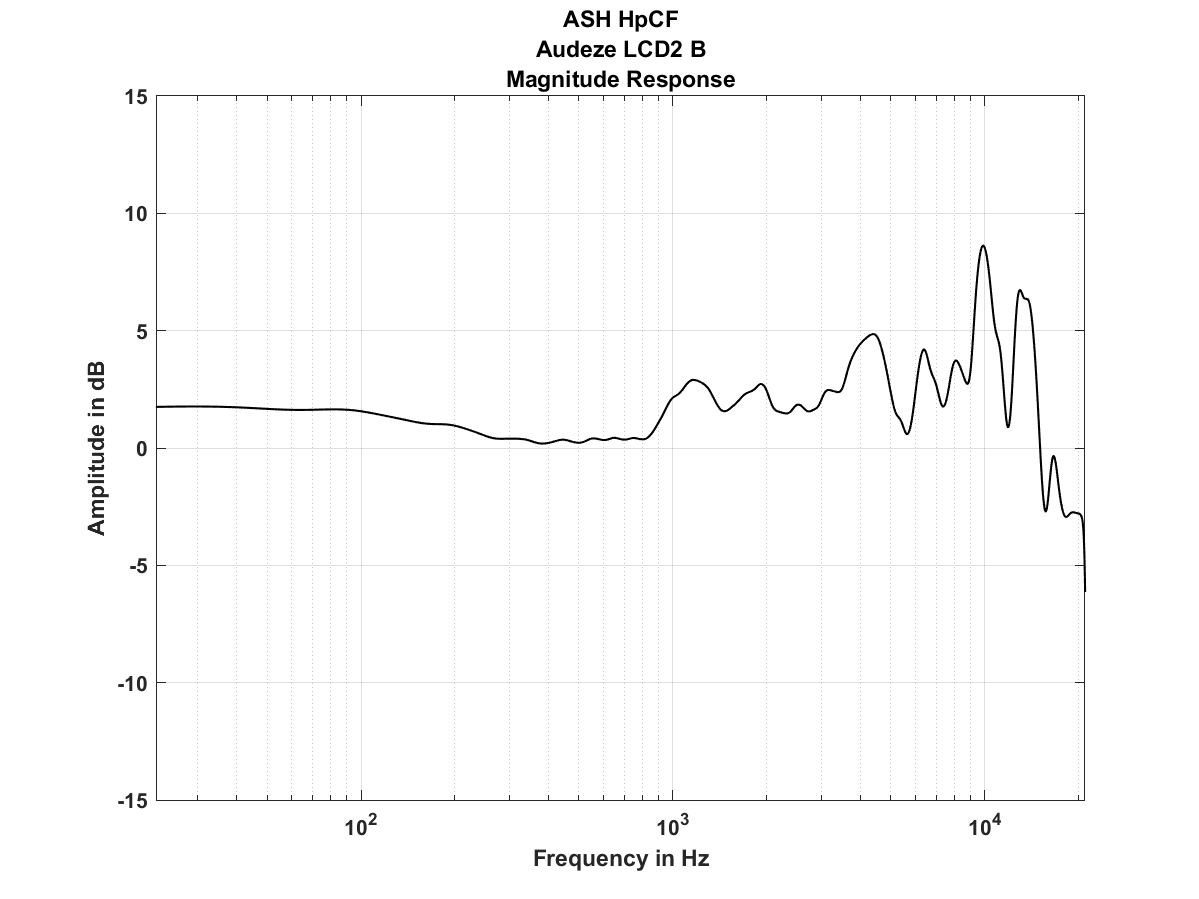 ASH HpCF
Audeze LCD2 B
Magnitude Response
15
10
5
0
-5
-10
-15
Amplitude in dB
10²
10³
10⁴
Frequency in Hz